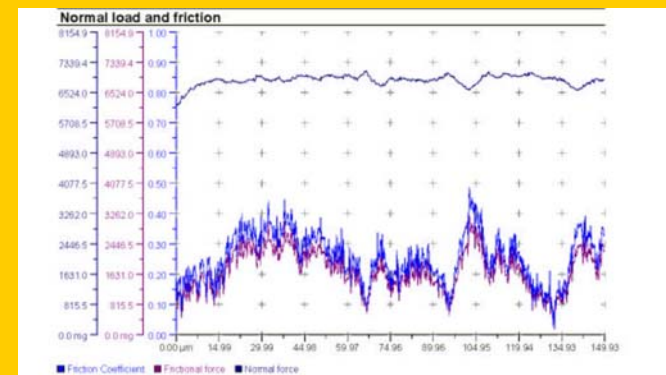 Normal load and friction
8154.9 8154.9 1.00
7339.4 7339.4 0.90
6524.0 6524.0 0.80
5708.5 5708.5 0.70
4893.0 4893.0 0.60
4077.5 4077.5 0.50
3262.0 3262.0 0.40
2446.5 2446.5 0.30
1631.0 1631.0 0.20
815.5 815.5 0.10
0.0 mg 0.0 mg 0.00
0.00 µm 14.99 29.99 44.98 59.97 74.96 89.96 104.95 119.94 134.93 149.93
Friction Coefficient Frictional force Normal force